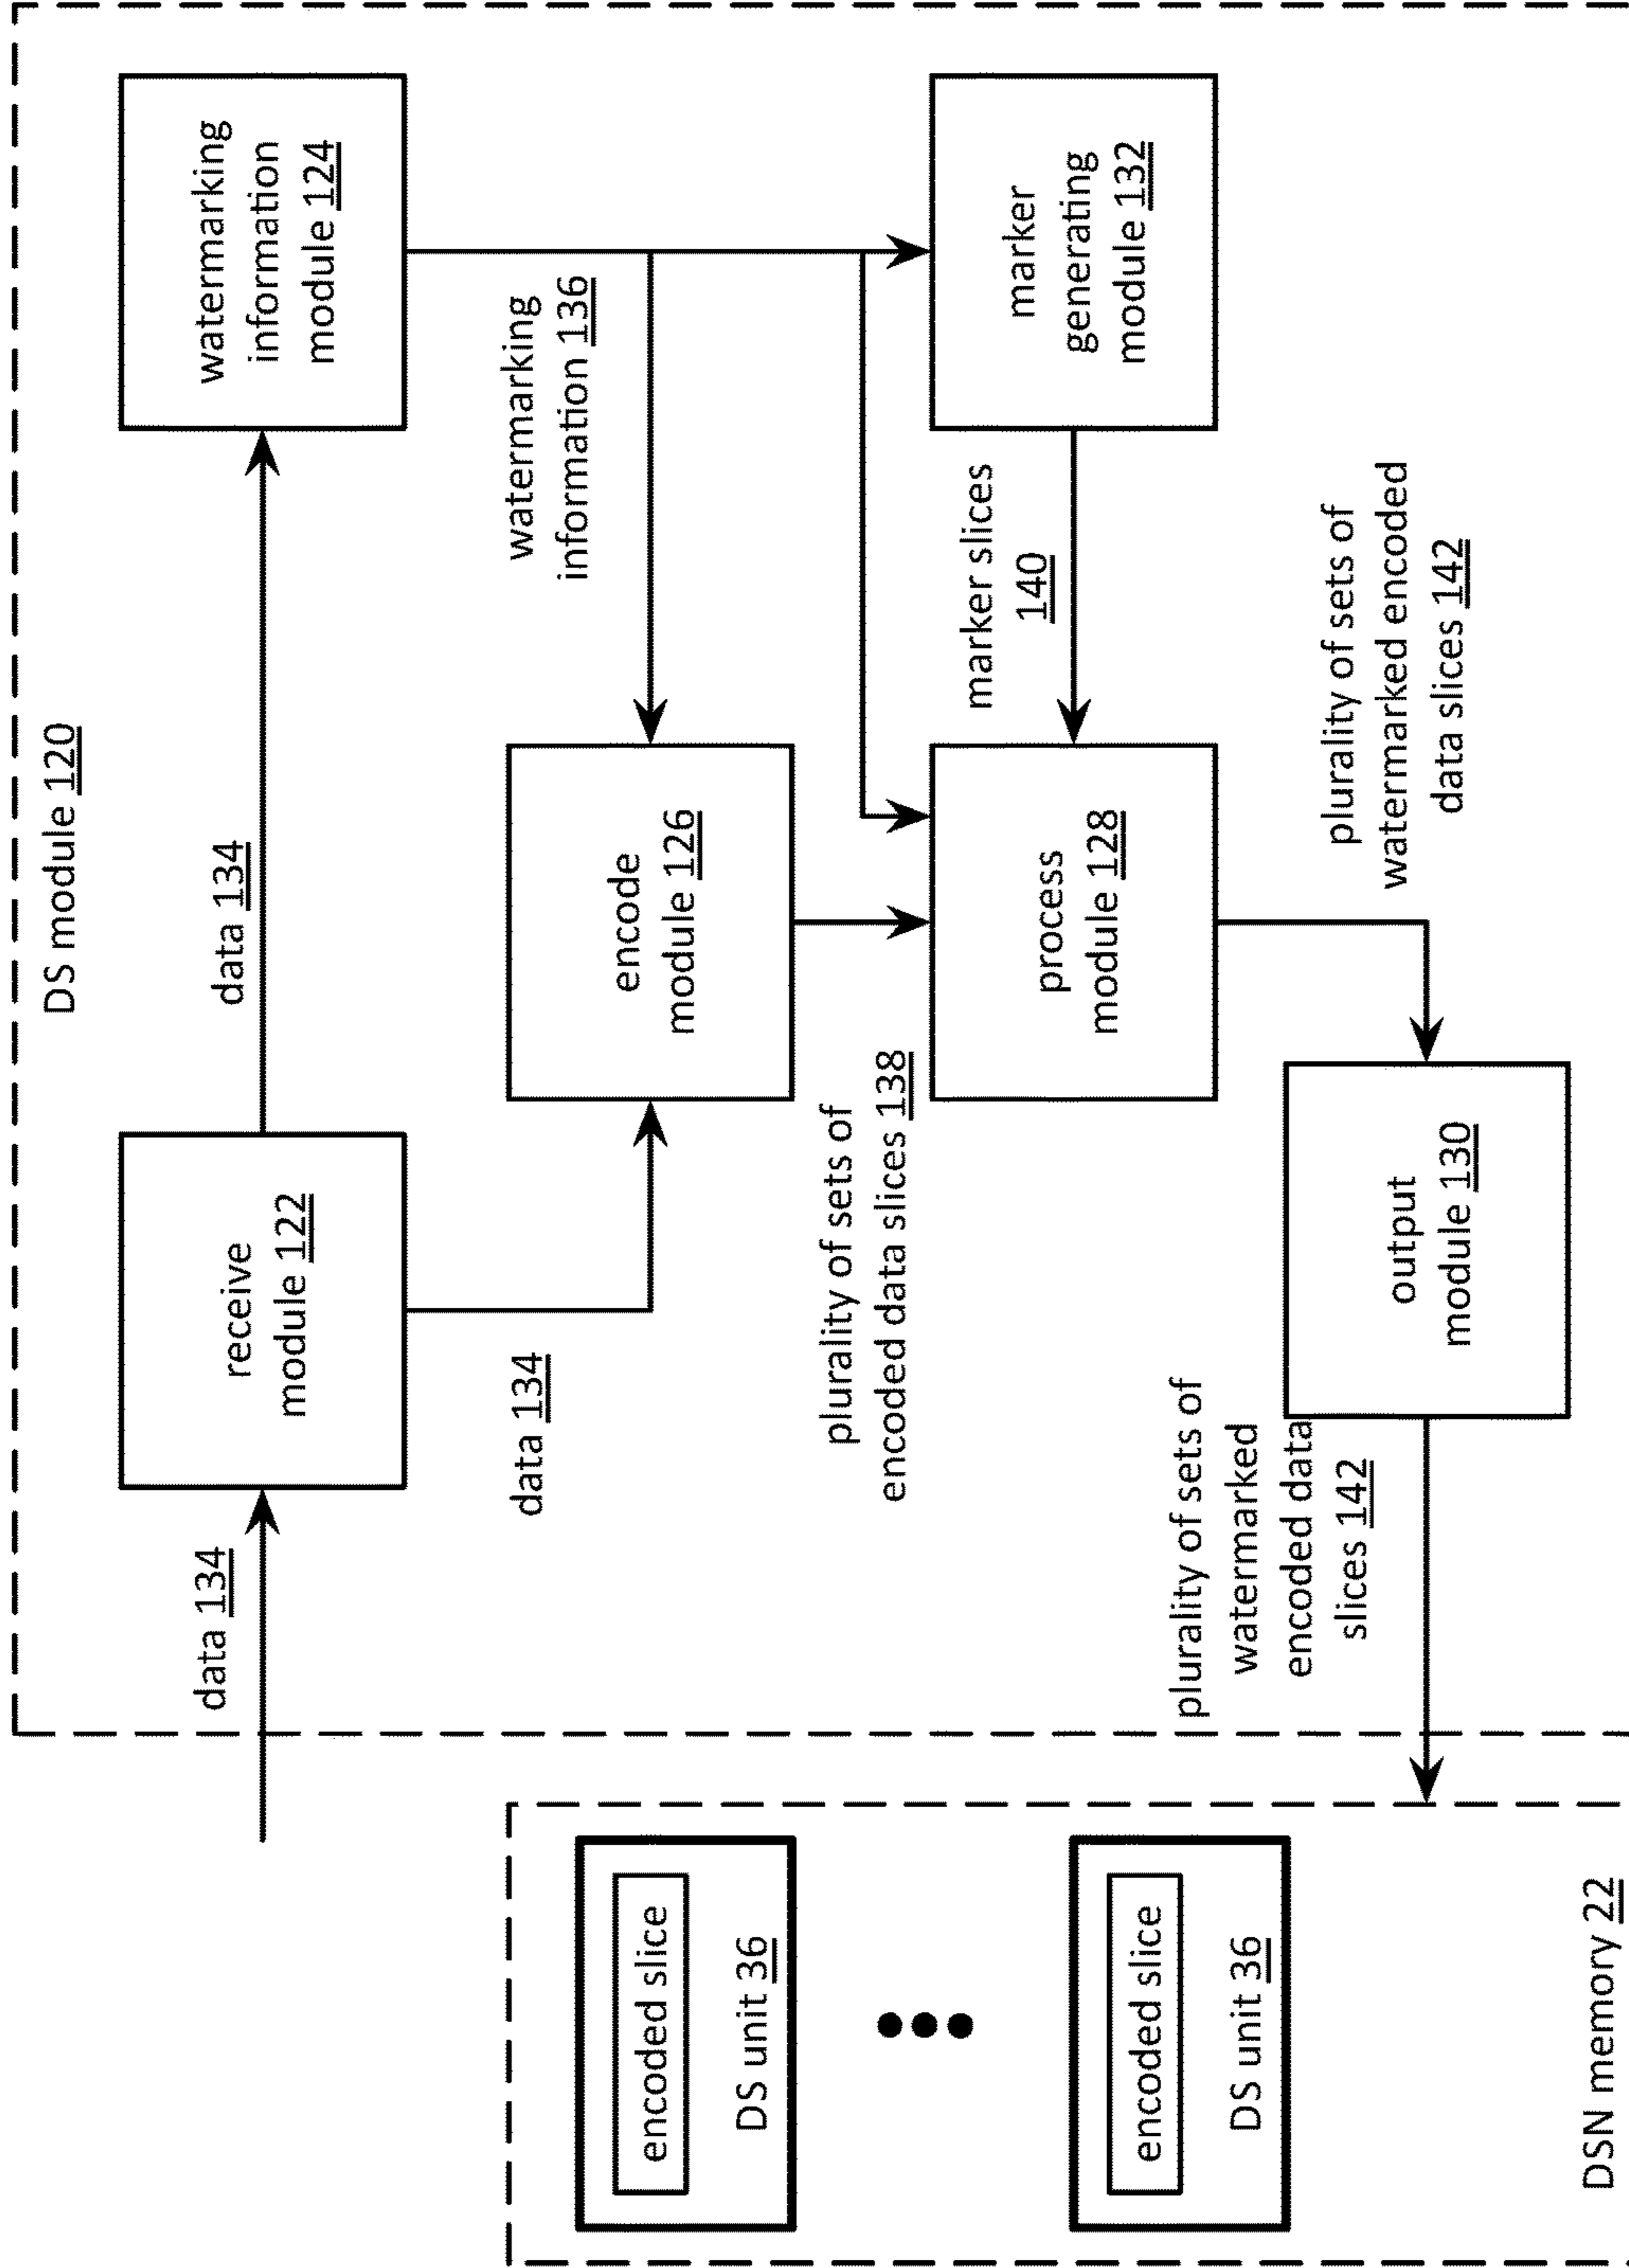 DS module 120
data 134
receive
module 122
data 134
watermarking
information
module 124
data 134
watermarking
information 136
encode
module 126
plurality of sets of
encoded data slices 138
process
module 128
marker slices
140
marker
generating
module 132
plurality of sets of
watermarked encoded
data slices 142
output
module 130
plurality of sets of
watermarked
encoded data
slices 142
encoded slice
DS unit 36
encoded slice
DS unit 36
DSN memory 22